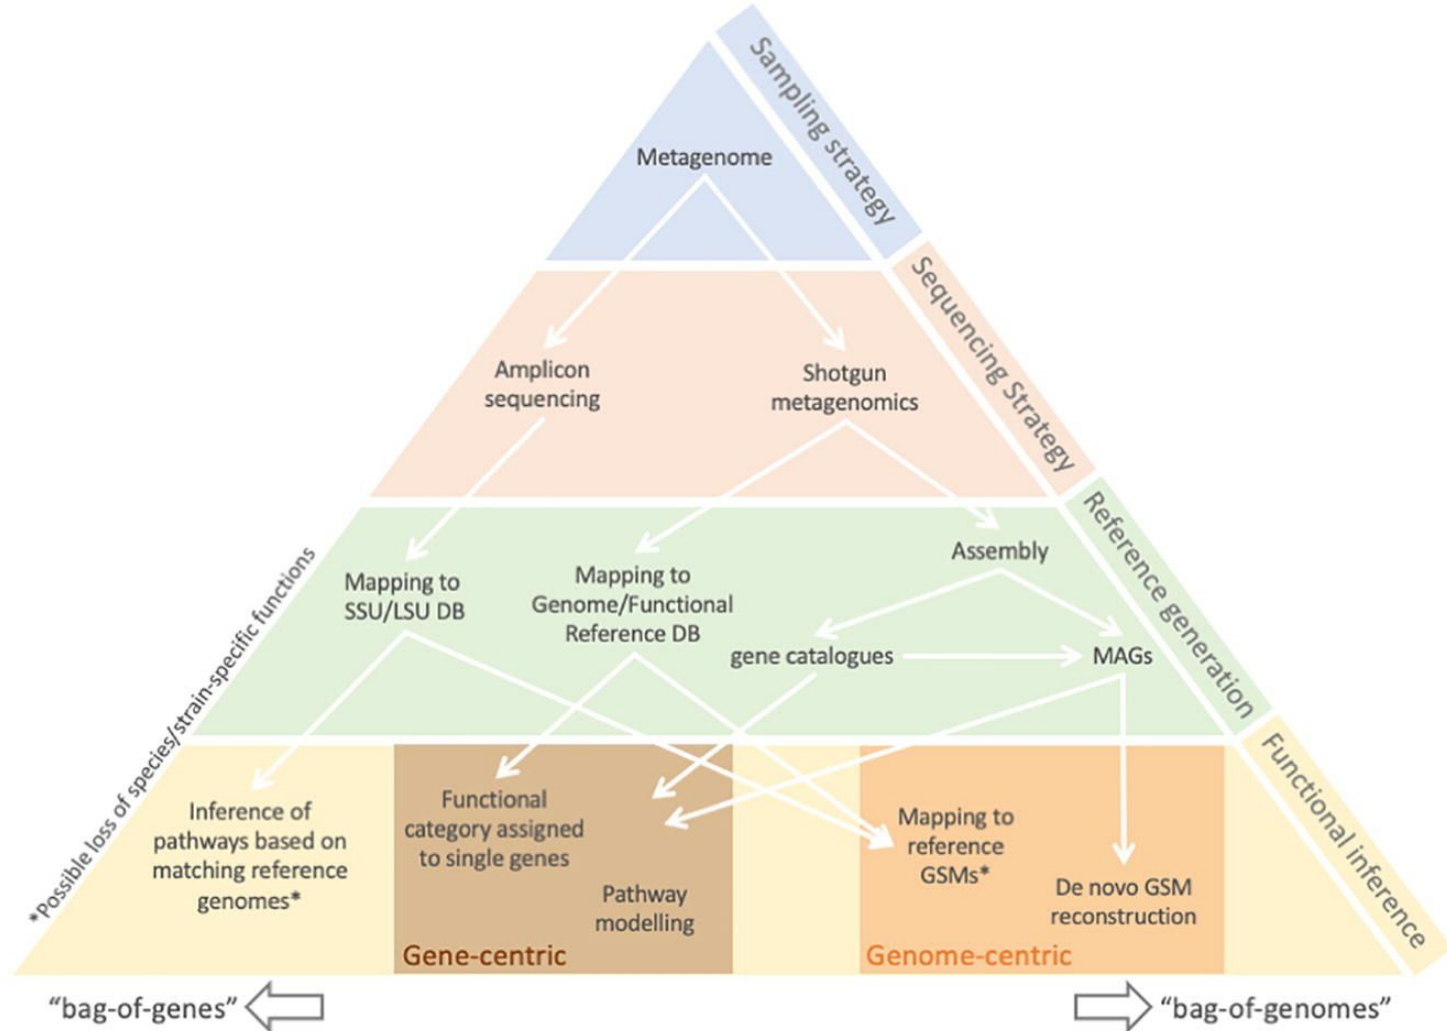 Sampling strategy
Metagenome
Sequencing Strategy
Amplicon
sequencing
Shotgun
metagenomics
Reference generation
Assembly
Mapping to
SSU/LSU DB
Mapping to
Genome/Functional
Reference DB
gene catalogues
MAGs
*Possible loss of species/strain-specific functions
Functional inference
Inference of
pathways based on
matching reference
genomes*
Functional
category assigned
to single genes
Pathway
modelling
Gene-centric
Mapping to
reference
GSMs*
De novo GSM
reconstruction
Genome-centric
“bag-of-genes”
“bag-of-genomes”